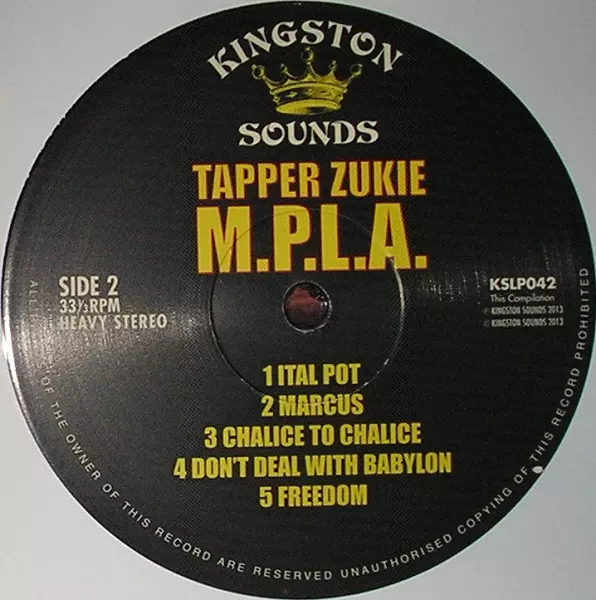 KINGSTON
SOUNDS
TAPPER ZUKIE
M.P.L.A.
SIDE 2
33⅓RPM
HEAVY STEREO
KSLP042
This Compilation
℗ KINGSTON SOUNDS 2013
© KINGSTON SOUNDS 2013
1 ITAL POT
2 MARCUS
3 CHALICE TO CHALICE
4 DON'T DEAL WITH BABYLON
5 FREEDOM
OF THE OWNER OF THIS RECORD ARE RESERVED UNAUTHORISED COPYING OF THIS RECORD PROHIBITED